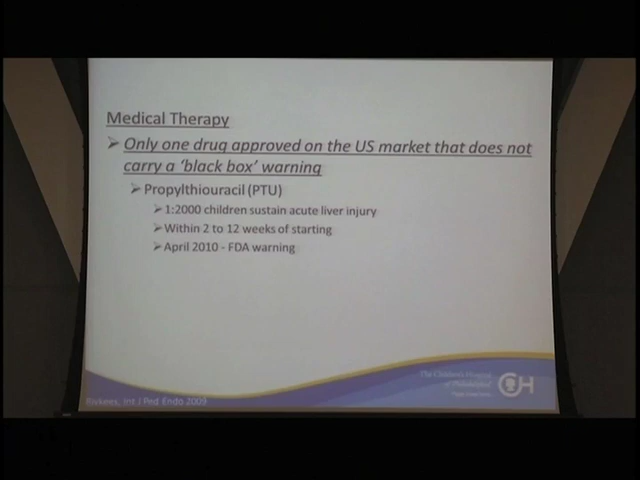 Medical Therapy
Only one drug approved on the US market that does not
carry a 'black box' warning
Propylthiouracil (PTU)
1:2000 children sustain acute liver injury
Within 2 to 12 weeks of starting
April 2010 - FDA warning
The Children's Hospital
of Philadelphia
CH
Rivkees, Int J Ped Endo 2009